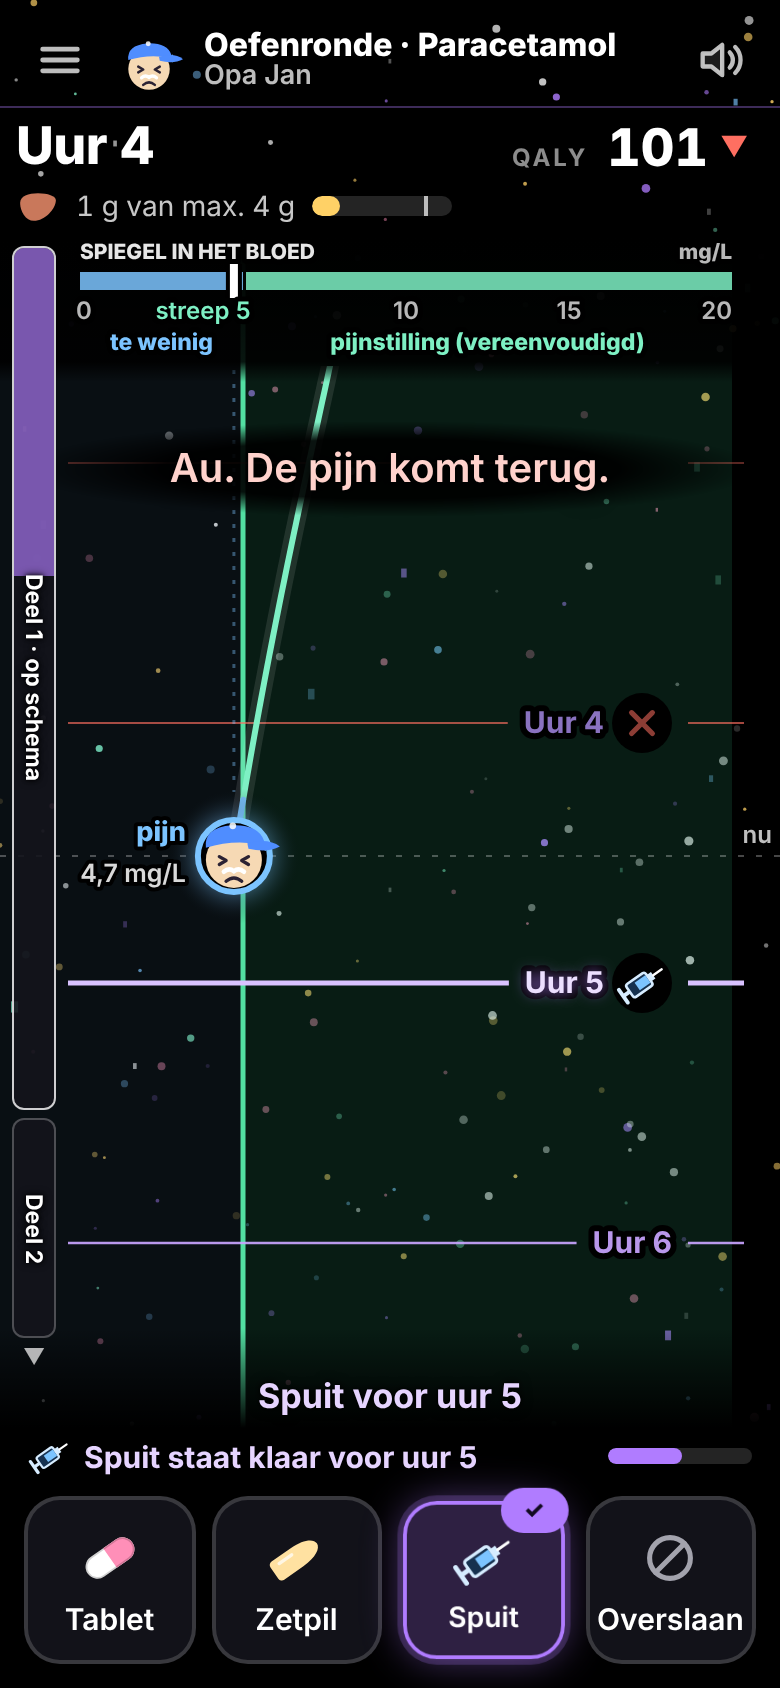 Oefenronde · Paracetamol
Opa Jan
Uur 4
QALY 101
1 g van max. 4 g
SPIEGEL IN HET BLOED mg/L
0 streep 5 10 15 20
te weinig pijnstilling (vereenvoudigd)
Au. De pijn komt terug.
Deel 1 · op schema
Uur 4
pijn
nu
4,7 mg/L
Uur 5
Deel 2
Uur 6
Spuit voor uur 5
Spuit staat klaar voor uur 5
Tablet Zetpil Spuit Overslaan